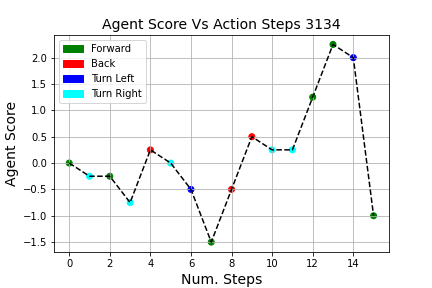 Agent Score Vs Action Steps 3134
Forward
Back
Turn Left
Turn Right
2.0
1.5
1.0
0.5
0.0
−0.5
−1.0
−1.5
Agent Score
0 2 4 6 8 10 12 14
Num. Steps